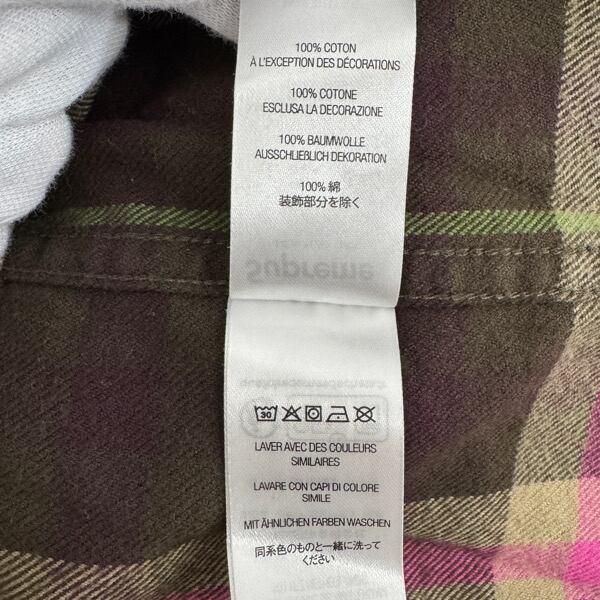 100% COTON
À L'EXCEPTION DES DÉCORATIONS
100% COTONE
ESCLUSA LA DECORAZIONE
100% BAUMWOLLE
AUSSCHLIEßLICH DEKORATION
100% 綿
装飾部分を除く
Supreme
30
LAVER AVEC DES COULEURS
SIMILAIRES
LAVARE CON CAPI DI COLORE
SIMILE
MIT ÄHNLICHEN FARBEN WASCHEN
同系色のものと一緒に洗って
ください